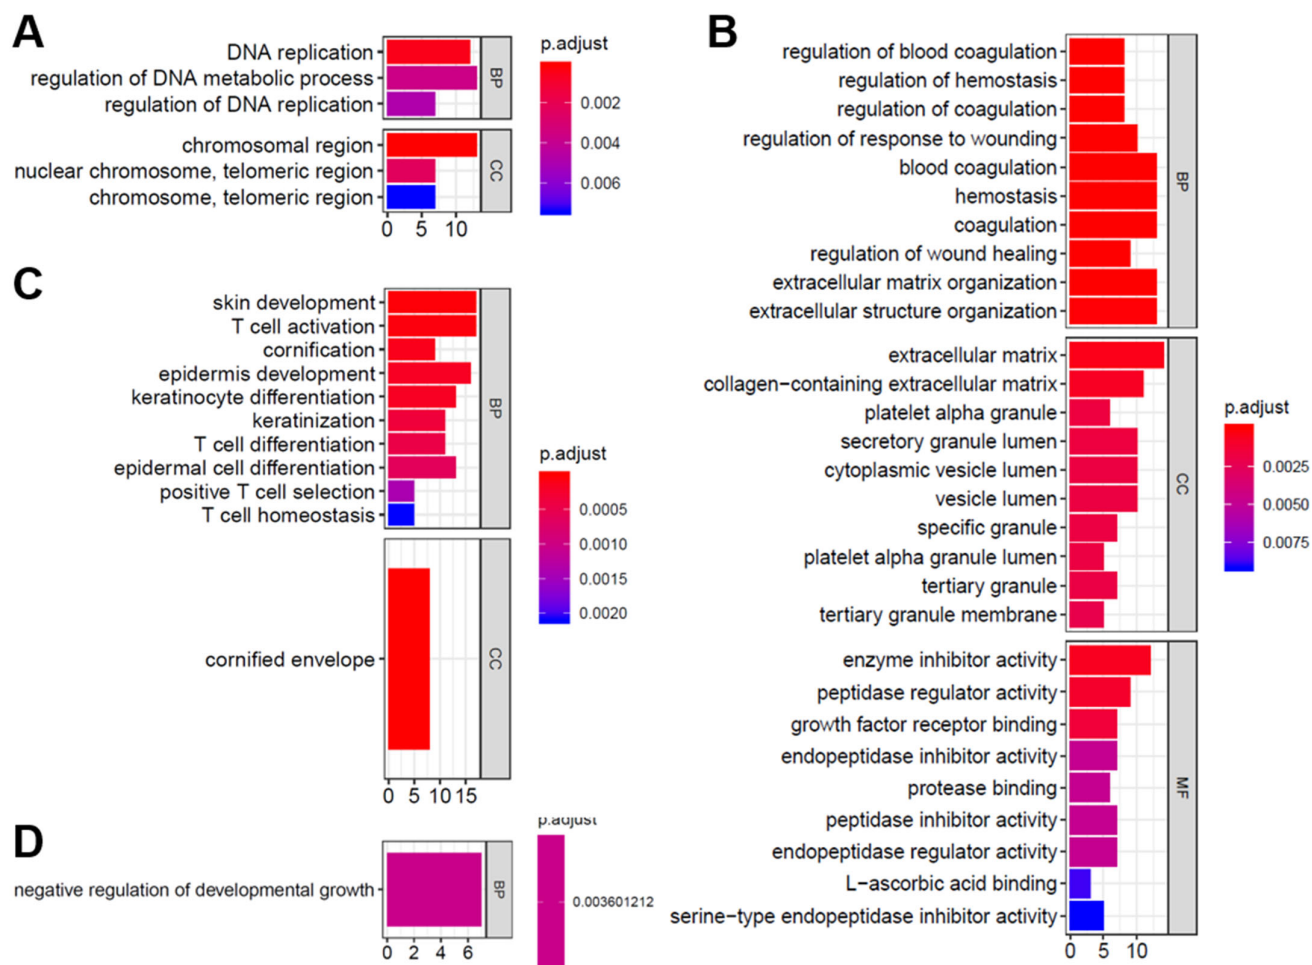 A
DNA replication
regulation of DNA metabolic process
regulation of DNA replication
BP
chromosomal region
nuclear chromosome, telomeric region
chromosome, telomeric region
CC
0 5 10
p.adjust
0.002
0.004
0.006
B
regulation of blood coagulation
regulation of hemostasis
regulation of coagulation
regulation of response to wounding
blood coagulation
hemostasis
coagulation
regulation of wound healing
extracellular matrix organization
extracellular structure organization
BP
extracellular matrix
collagen−containing extracellular matrix
platelet alpha granule
secretory granule lumen
cytoplasmic vesicle lumen
vesicle lumen
specific granule
platelet alpha granule lumen
tertiary granule
tertiary granule membrane
CC
enzyme inhibitor activity
peptidase regulator activity
growth factor receptor binding
endopeptidase inhibitor activity
protease binding
peptidase inhibitor activity
endopeptidase regulator activity
L−ascorbic acid binding
serine−type endopeptidase inhibitor activity
MF
0 5 10
p.adjust
0.0025
0.0050
0.0075
C
skin development
T cell activation
cornification
epidermis development
keratinocyte differentiation
keratinization
T cell differentiation
epidermal cell differentiation
positive T cell selection
T cell homeostasis
BP
cornified envelope
CC
0 5 10 15
p.adjust
0.0005
0.0010
0.0015
0.0020
D
negative regulation of developmental growth
BP
0 2 4 6
p.adjust
0.003601212